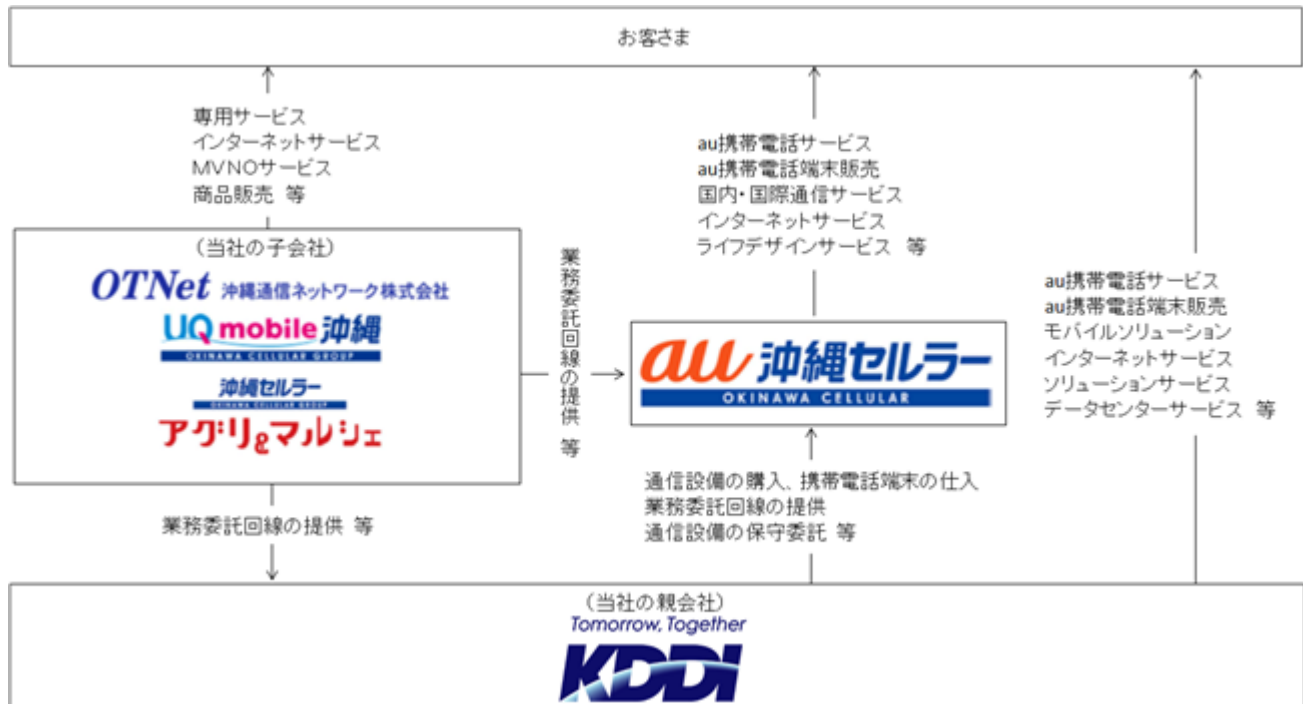 お客さま
専用サービス
インターネットサービス
MVNOサービス
商品販売 等
au携帯電話サービス
au携帯電話端末販売
国内・国際通信サービス
インターネットサービス
ライフデザインサービス 等
au携帯電話サービス
au携帯電話端末販売
モバイルソリューション
インターネットサービス
ソリューションサービス
データセンターサービス 等
(当社の子会社)
OTNet 沖縄通信ネットワーク株式会社
UQ mobile 沖縄
OKINAWA CELLULAR GROUP
沖縄セルラー
OKINAWA CELLULAR GROUP
アグリ&マルシェ
業務委託回線の提供 等
au 沖縄セルラー
OKINAWA CELLULAR
業務委託回線の提供 等
通信設備の購入、携帯電話端末の仕入
業務委託回線の提供
通信設備の保守委託 等
(当社の親会社)
Tomorrow, Together
KDDI